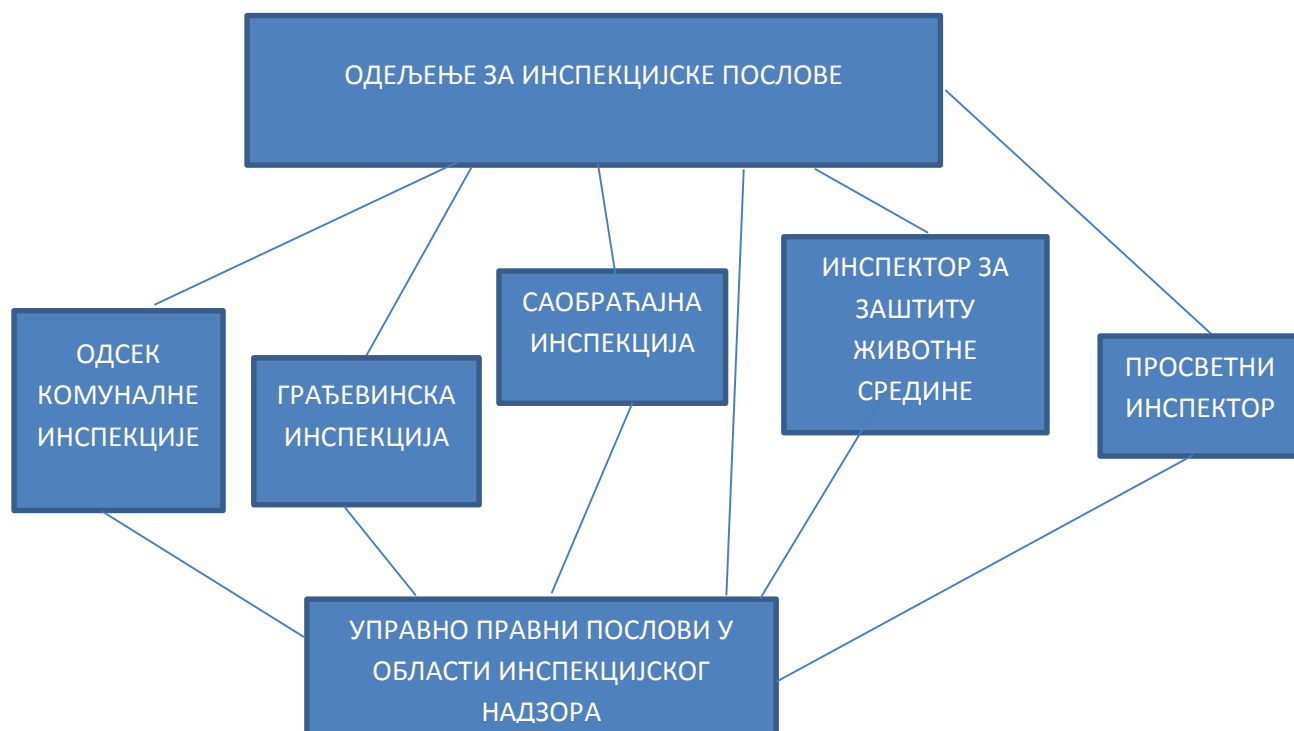 ОДЕЉЕЊЕ ЗА ИНСПЕКЦИЈСКЕ ПОСЛОВЕ
ОДСЕК
КОМУНАЛНЕ
ИНСПЕКЦИЈЕ
ГРАЂЕВИНСКА
ИНСПЕКЦИЈА
САОБРАЋАЈНА
ИНСПЕКЦИЈА
ИНСПЕКТОР ЗА
ЗАШТИТУ
ЖИВОТНЕ
СРЕДИНЕ
ПРОСВЕТНИ
ИНСПЕКТОР
УПРАВНО ПРАВНИ ПОСЛОВИ У
ОБЛАСТИ ИНСПЕКЦИЈСКОГ
НАДЗОРА